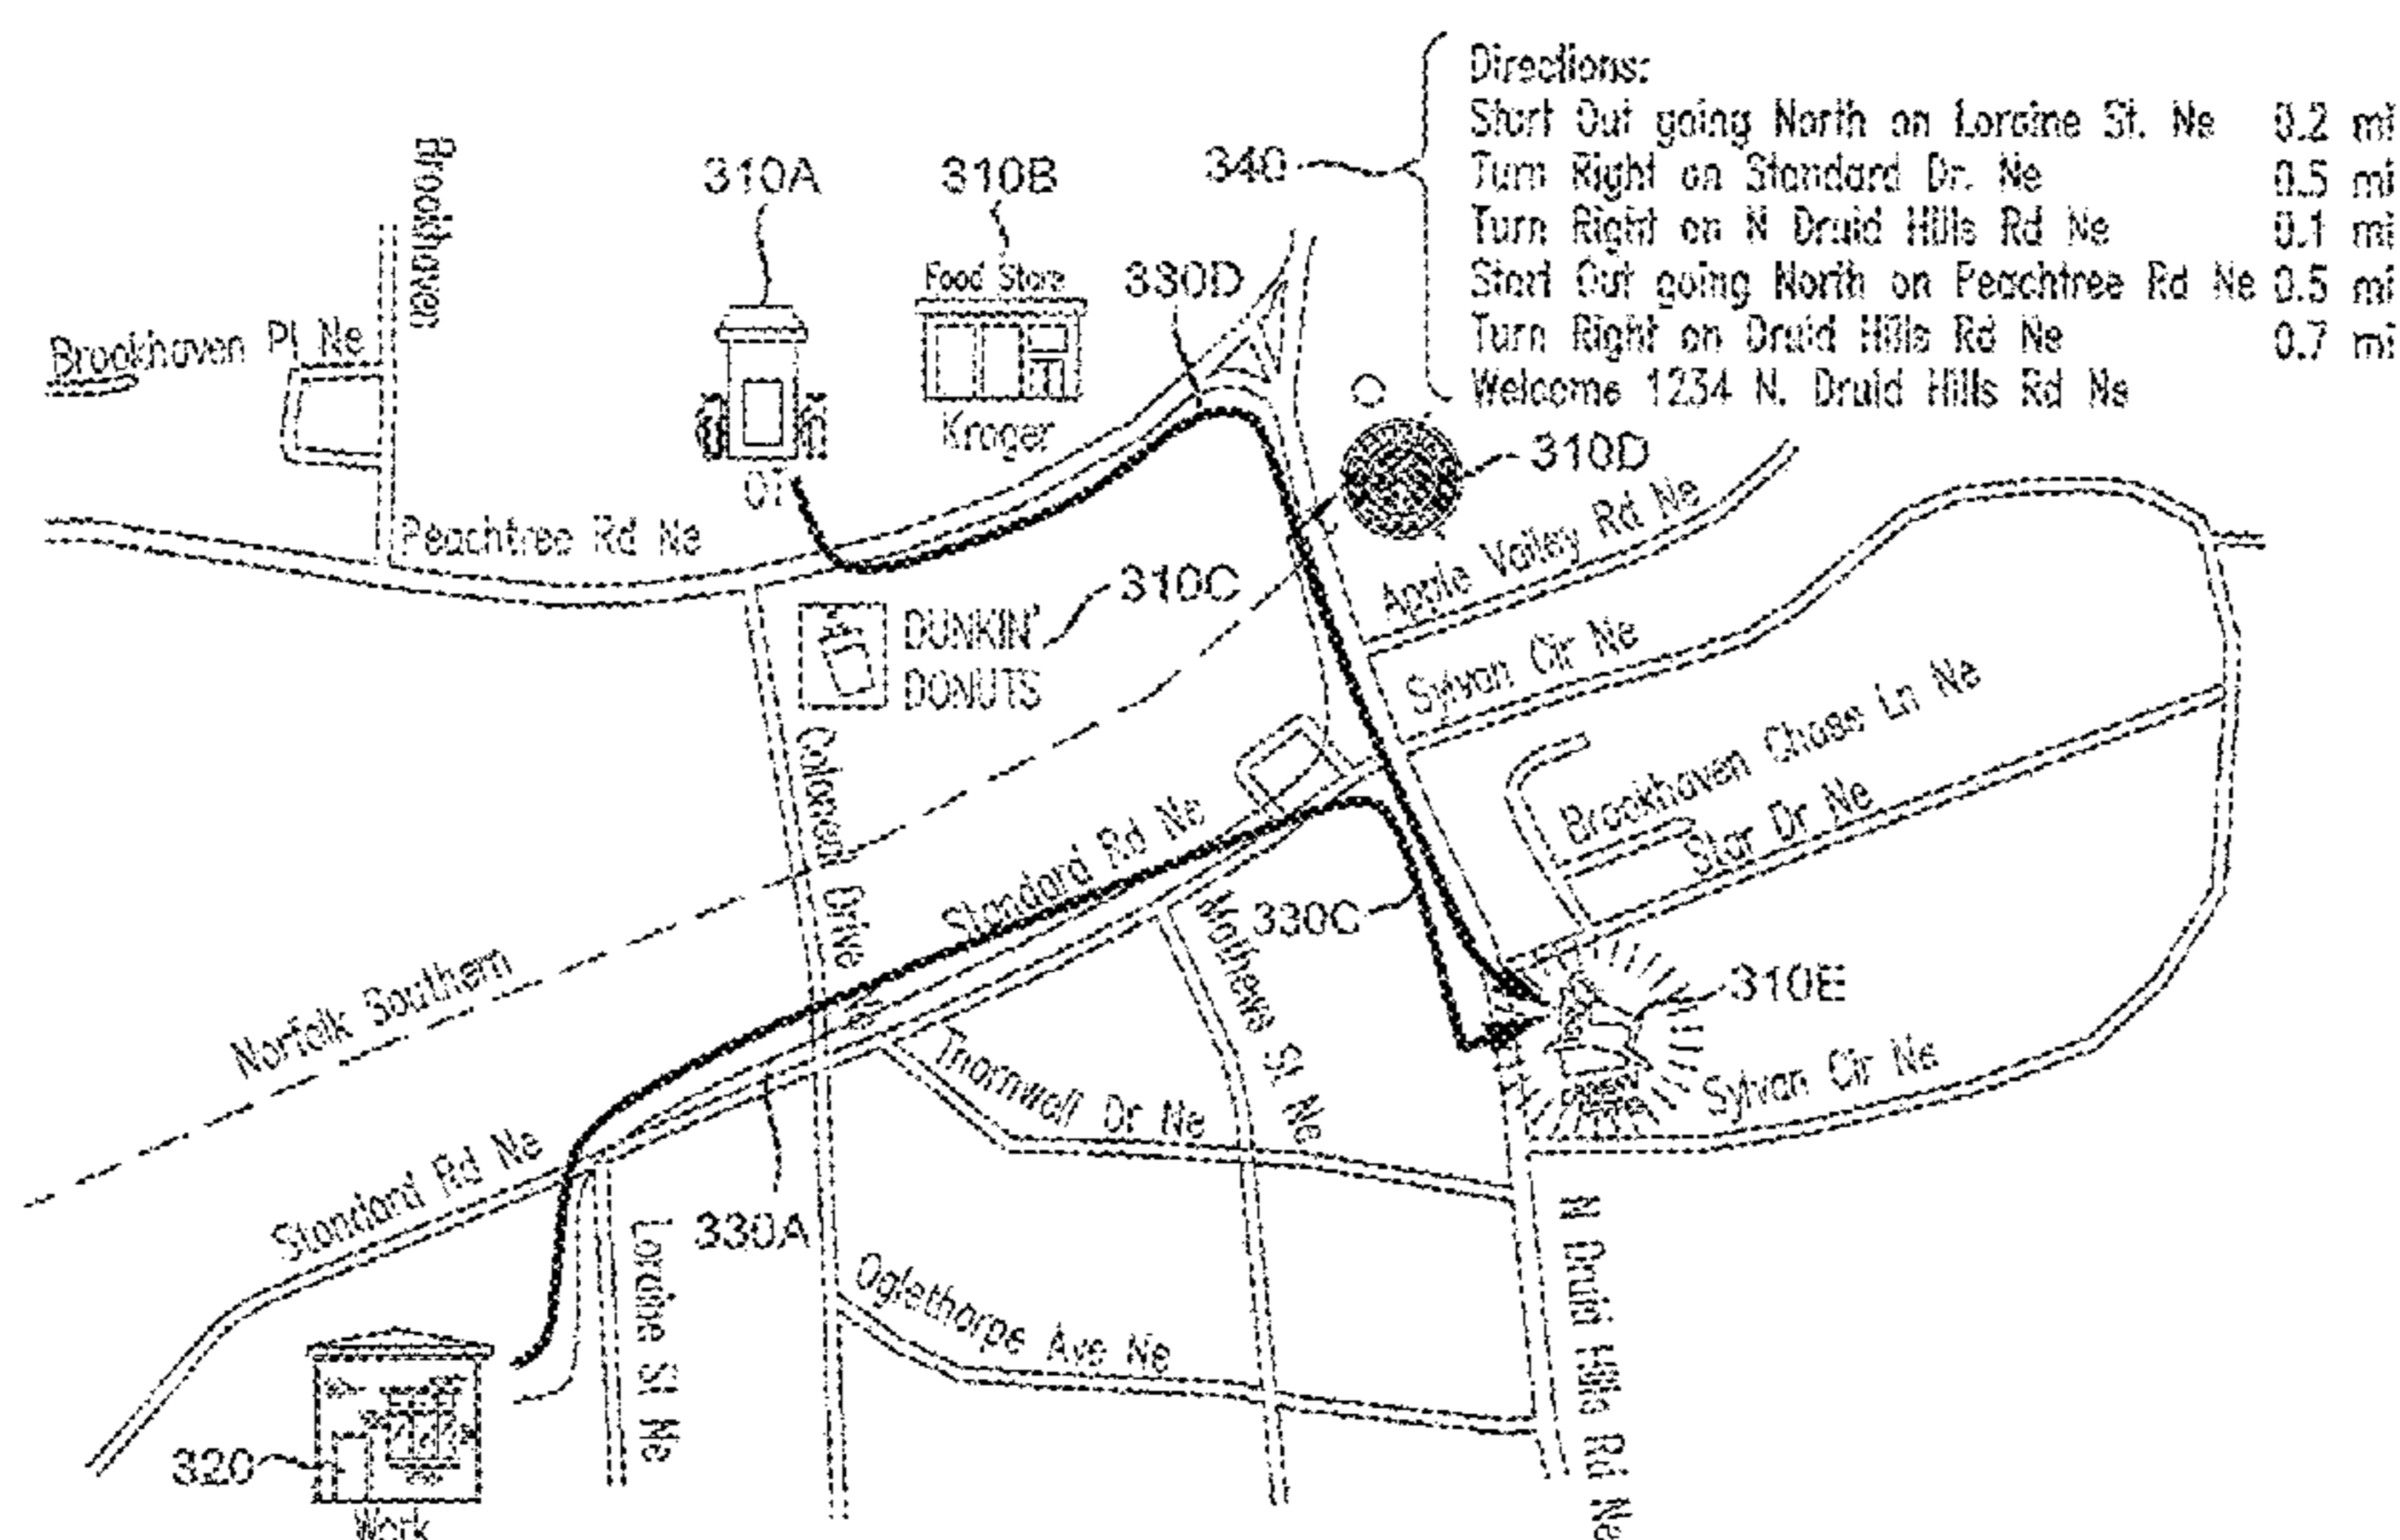 Directions:
Start Out going North on Loraine St. Ne 0.2 mi
Turn Right on Standard Dr. Ne 0.5 mi
Turn Right on N Druid Hills Rd Ne 0.1 mi
Start Out going North on Peachtree Rd Ne 0.5 mi
Turn Right on Druid Hills Rd Ne 0.7 mi
Welcome 1234 N. Druid Hills Rd Ne
340
310A
310B
Brookhaven
Food Store
330D
Brookhaven Pl Ne
Kroger
310D
Peachtree Rd Ne
Apple Valley Rd Ne
310C
DUNKIN'
DONUTS
Sylvan Cir Ne
Brookhaven Chase Ln Ne
Star Dr Ne
Colonial Drive Ne
Standard Rd Ne
Mathews St Ne
330C
310E
Norfolk Southern
Thornwell Dr Ne
Sylvan Cir Ne
Standard Rd Ne
330A
Loraine St Ne
Oglethorpe Ave Ne
N Druid Hills Rd Ne
320
Work